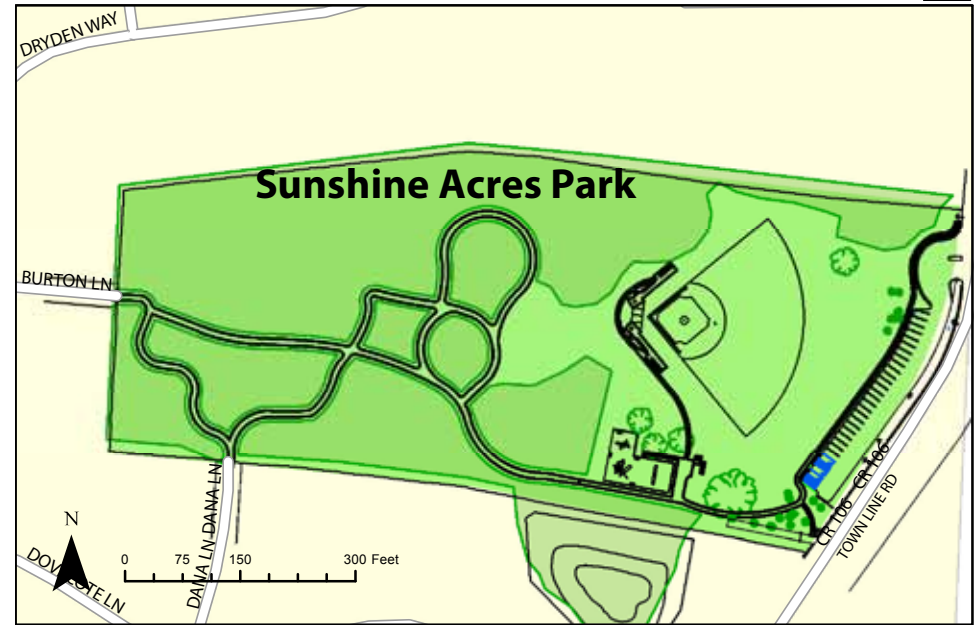 DRYDEN WAY
Sunshine Acres Park
BURTON LN
DANA LN DANA LN
CR 106
CR 106
TOWN LINE RD
N
0 75 150 300 Feet